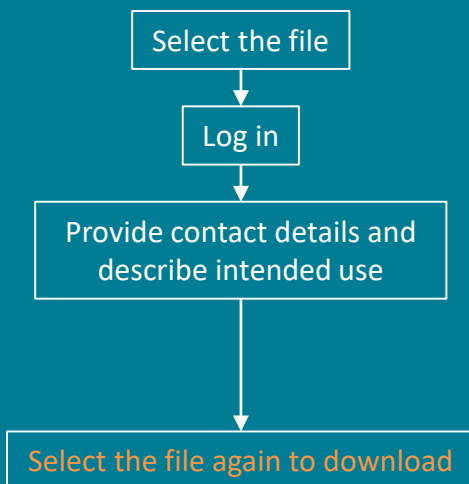 Select the file
Log in
Provide contact details and
describe intended use
Select the file again to download